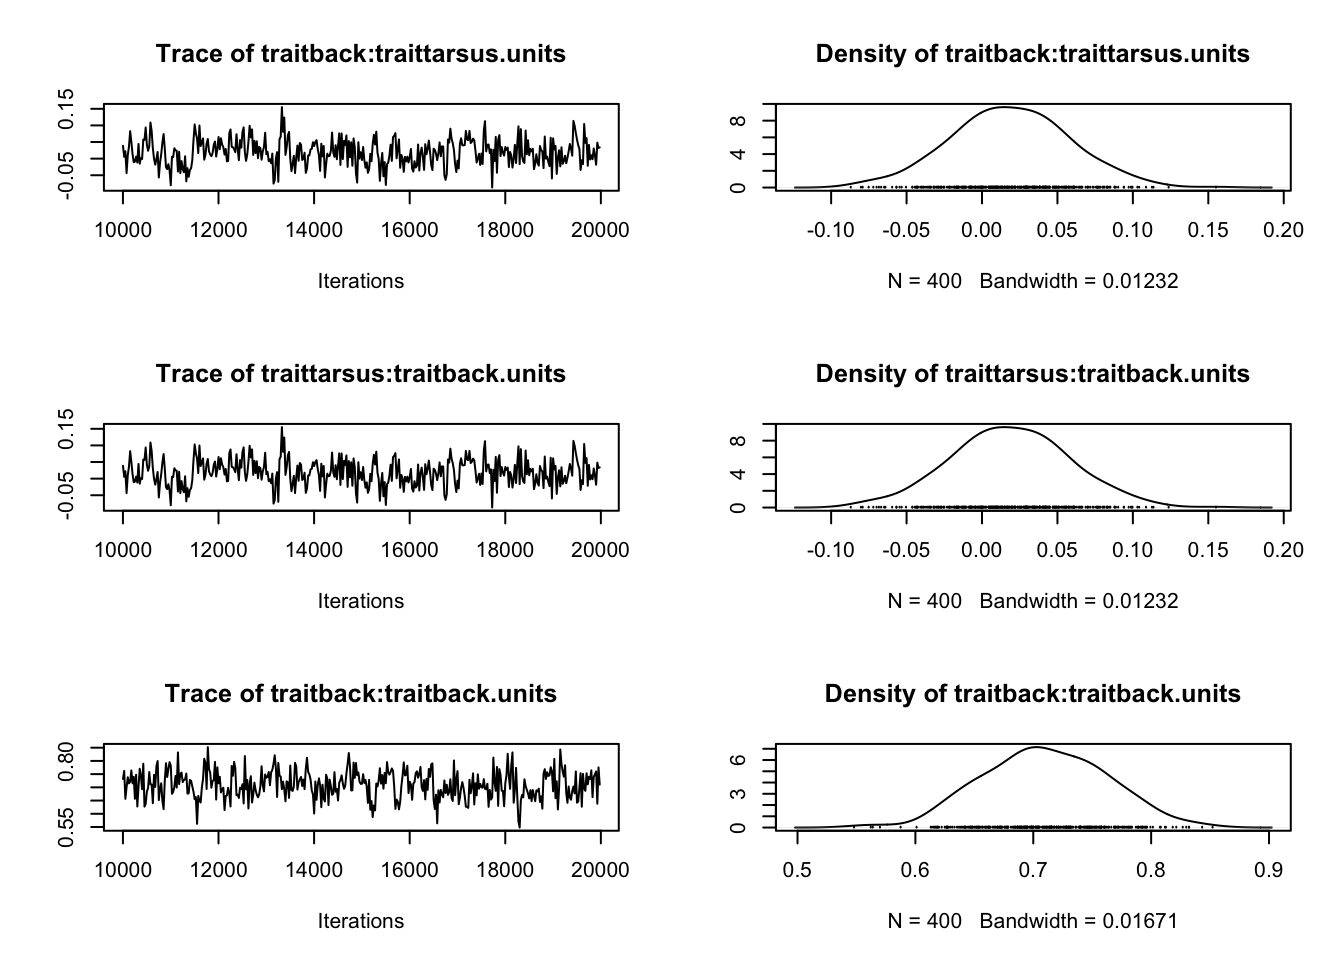 Trace of traitback:traittarsus.units
0.15
-0.05
10000 12000 14000 16000 18000 20000
Iterations
Density of traitback:traittarsus.units
8
4
0
-0.10 -0.05 0.00 0.05 0.10 0.15 0.20
N = 400 Bandwidth = 0.01232
Trace of traittarsus:traitback.units
0.15
-0.05
10000 12000 14000 16000 18000 20000
Iterations
Density of traittarsus:traitback.units
8
4
0
-0.10 -0.05 0.00 0.05 0.10 0.15 0.20
N = 400 Bandwidth = 0.01232
Trace of traitback:traitback.units
0.80
0.55
10000 12000 14000 16000 18000 20000
Iterations
Density of traitback:traitback.units
6
3
0
0.5 0.6 0.7 0.8 0.9
N = 400 Bandwidth = 0.01671